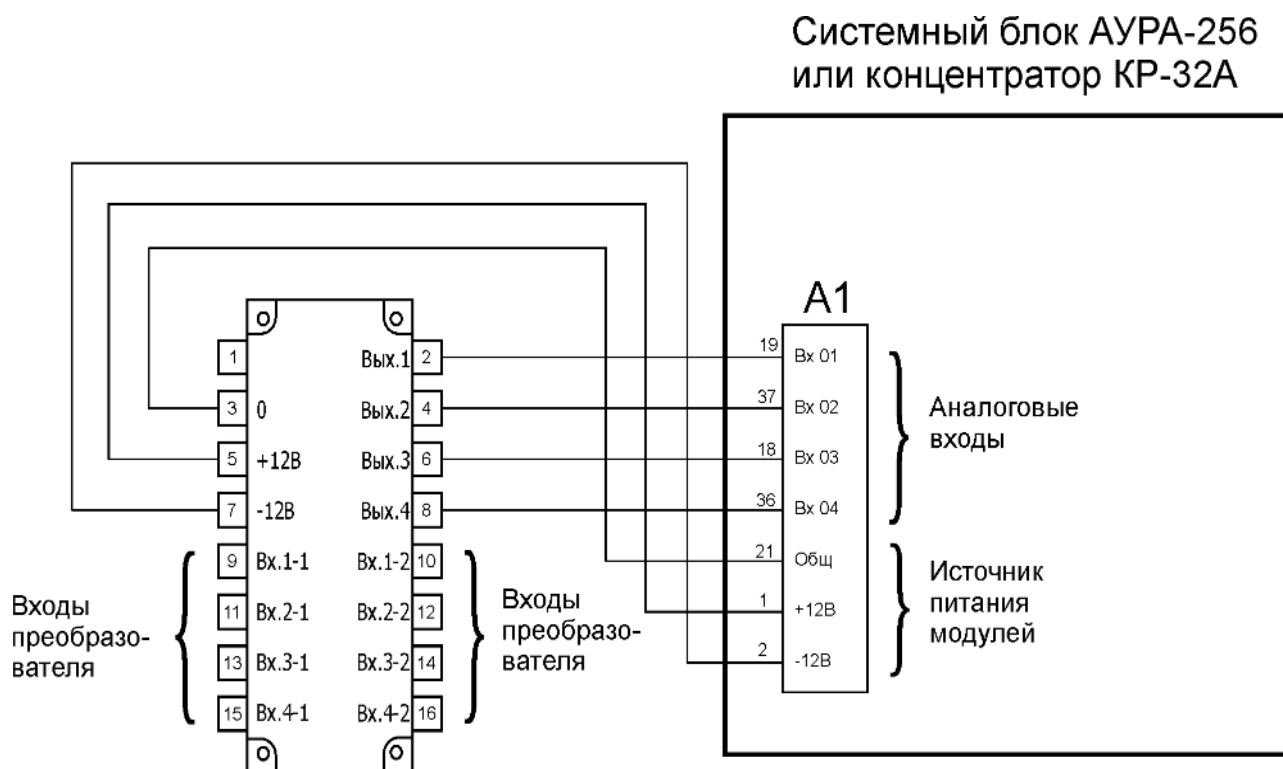 Системный блок АУРА-256
или концентратор КР-32А
А1
1
Вых.1 2
3 0
Вых.2 4
5 +12В
Вых.3 6
7 -12В
Вых.4 8
9 Вх.1-1
Вх.1-2 10
11 Вх.2-1
Вх.2-2 12
13 Вх.3-1
Вх.3-2 14
15 Вх.4-1
Вх.4-2 16
Входы
преобразо-
вателя
Входы
преобразо-
вателя
19 Вх 01
37 Вх 02
18 Вх 03
36 Вх 04
21 Общ
1 +12В
2 -12В
Аналоговые
входы
Источник
питания
модулей